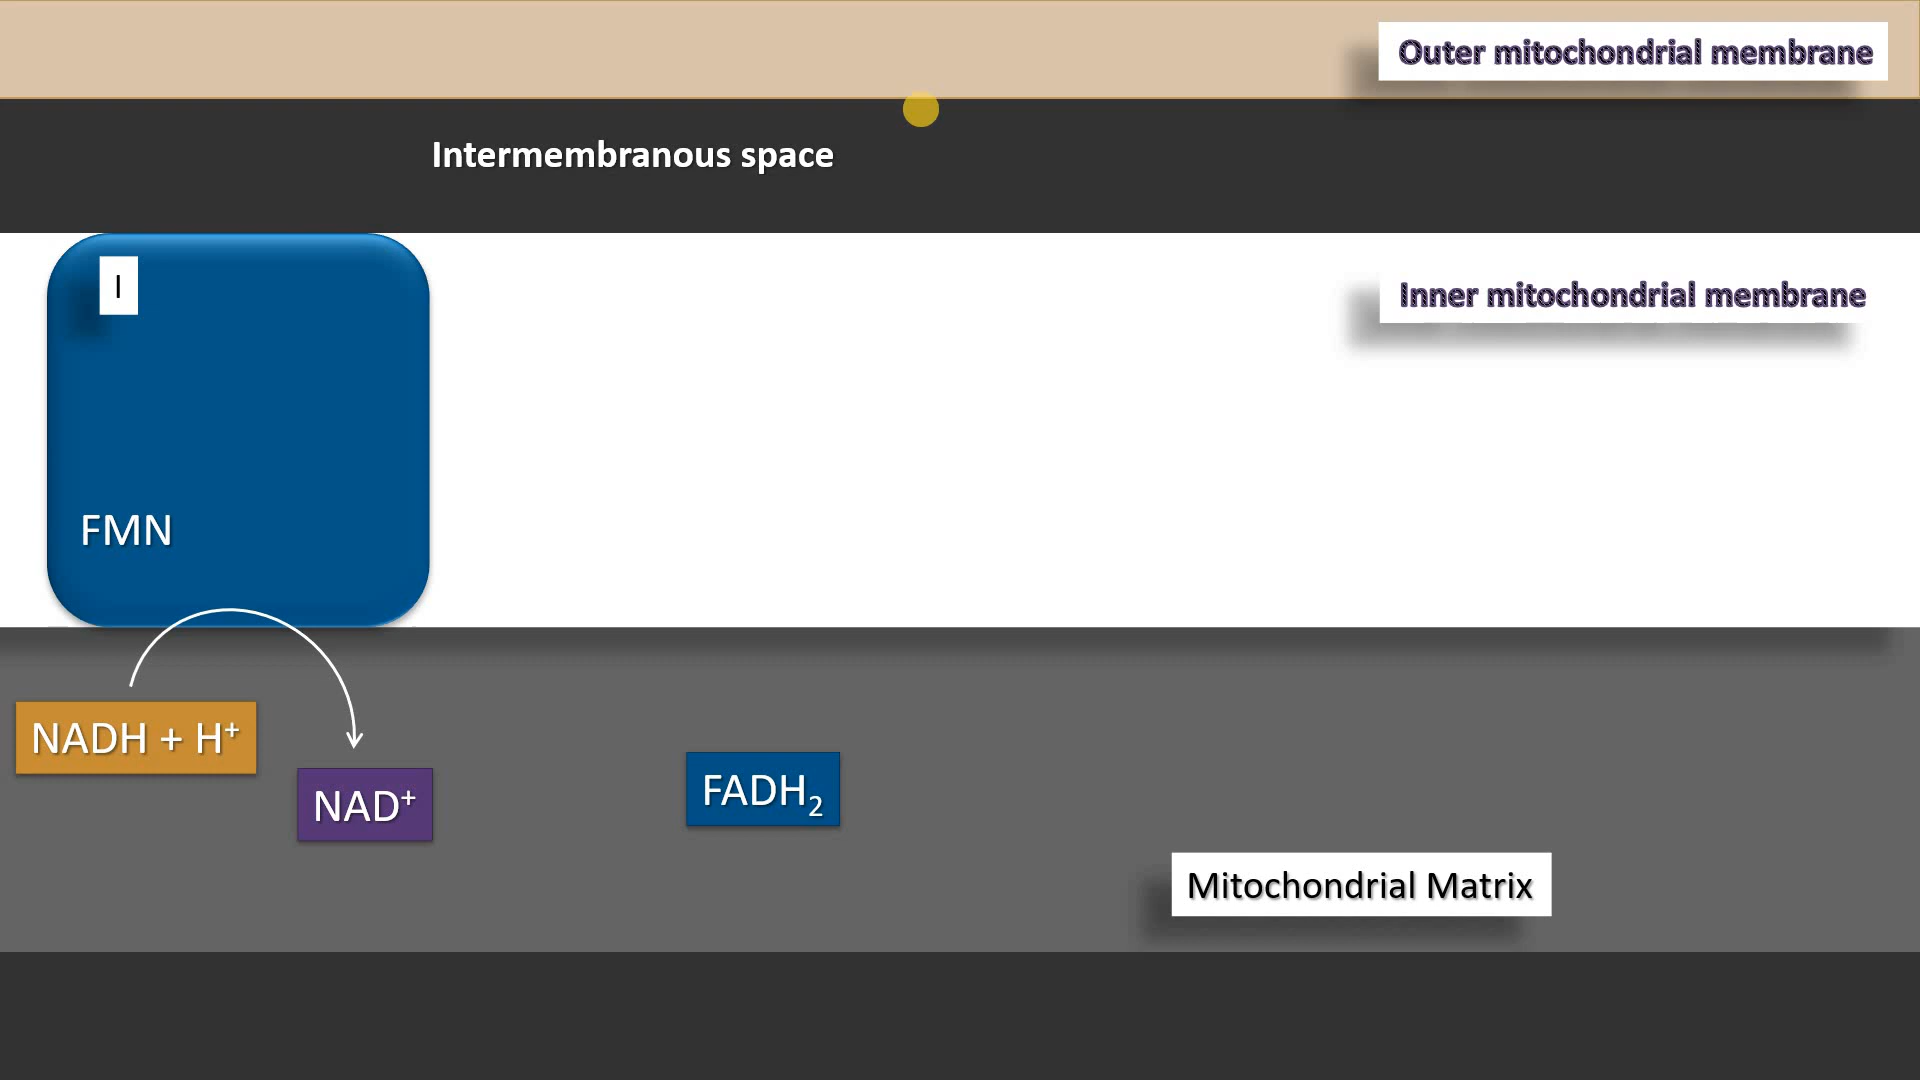 Outer mitochondrial membrane
Intermembranous space
I
Inner mitochondrial membrane
FMN
NADH + H⁺
NAD⁺
FADH₂
Mitochondrial Matrix